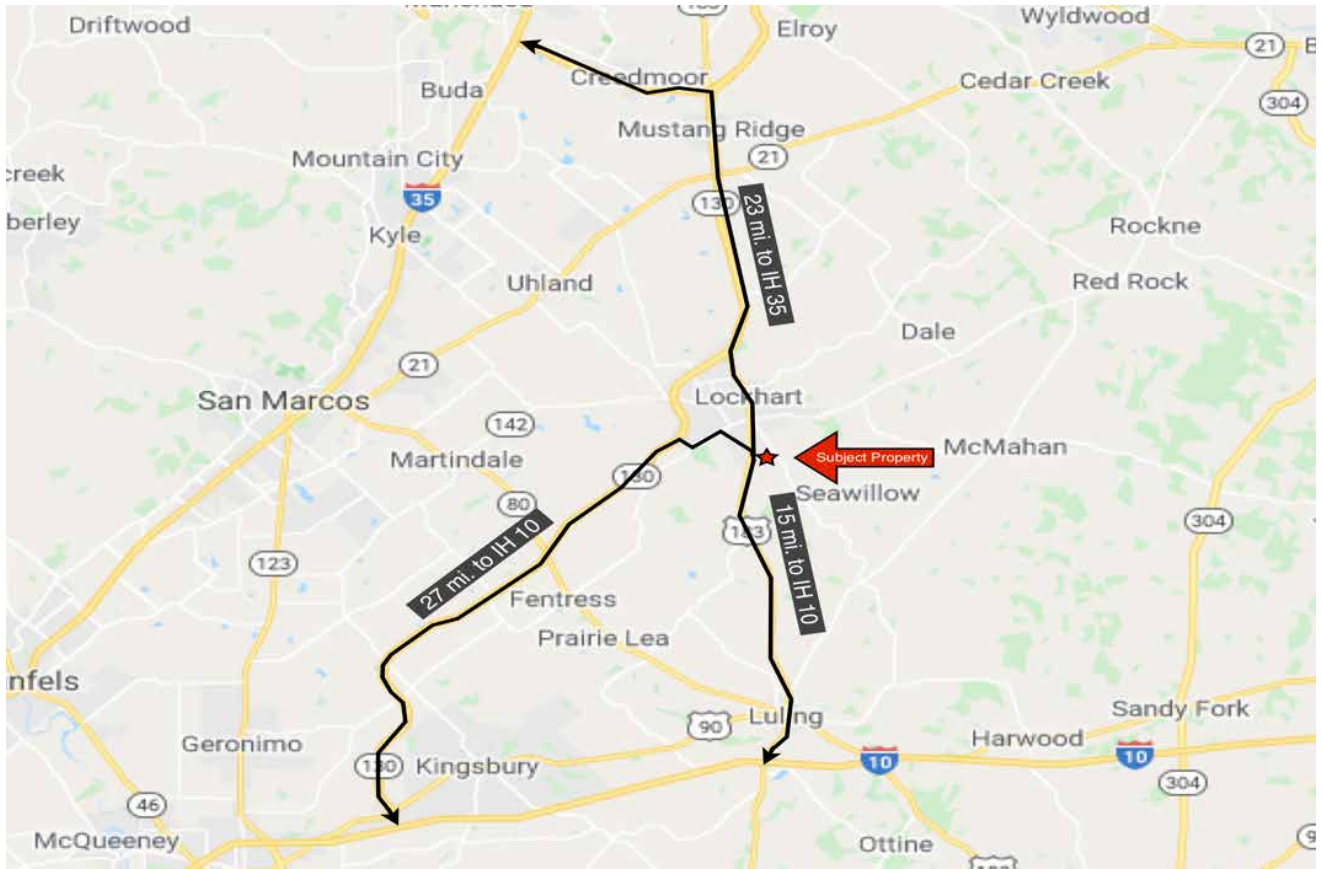 Driftwood
Elroy
Wyldwood
21
Creedmoor
Buda
Cedar Creek
304
Mustang Ridge
Mountain City
21
creek
35
130
23 mi. to IH 35
berley
Rockne
Kyle
Uhland
Red Rock
Dale
21
San Marcos
Lockhart
142
Subject Property
McMahan
Martindale
130
Seawillow
80
15 mi. to IH 10
183
304
27 mi. to IH 10
123
Fentress
Prairie Lea
nfels
Luling
90
Sandy Fork
Geronimo
Harwood
10
10
130
Kingsbury
304
46
McQueeney
Ottine